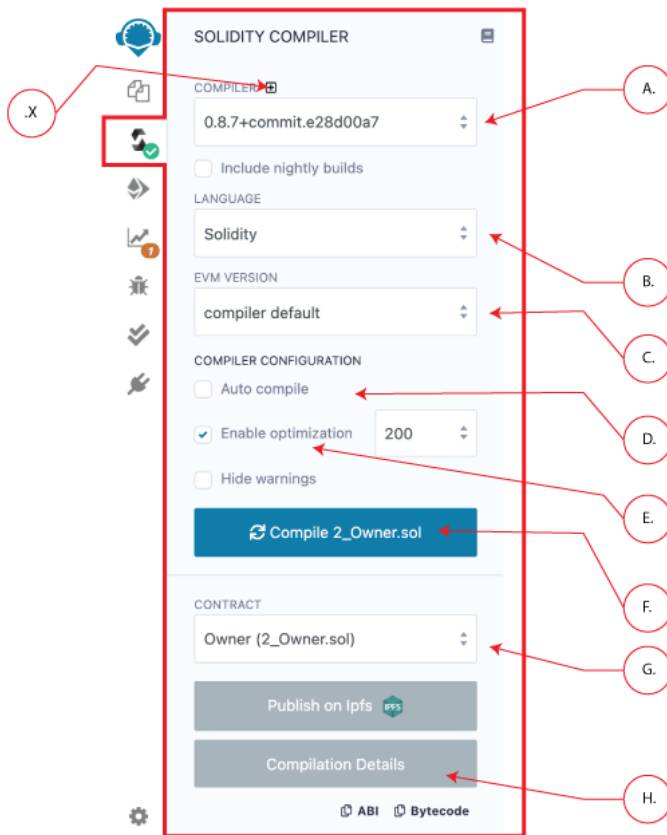 SOLIDITY COMPILER
COMPILER
.X
A.
0.8.7+commit.e28d00a7
Include nightly builds
LANGUAGE
Solidity
B.
EVM VERSION
1
compiler default
C.
COMPILER CONFIGURATION
Auto compile
D.
Enable optimization 200
Hide warnings
E.
Compile 2_Owner.sol
CONTRACT
F.
Owner (2_Owner.sol)
G.
Publish on Ipfs IPFS
Compilation Details
H.
ABI Bytecode